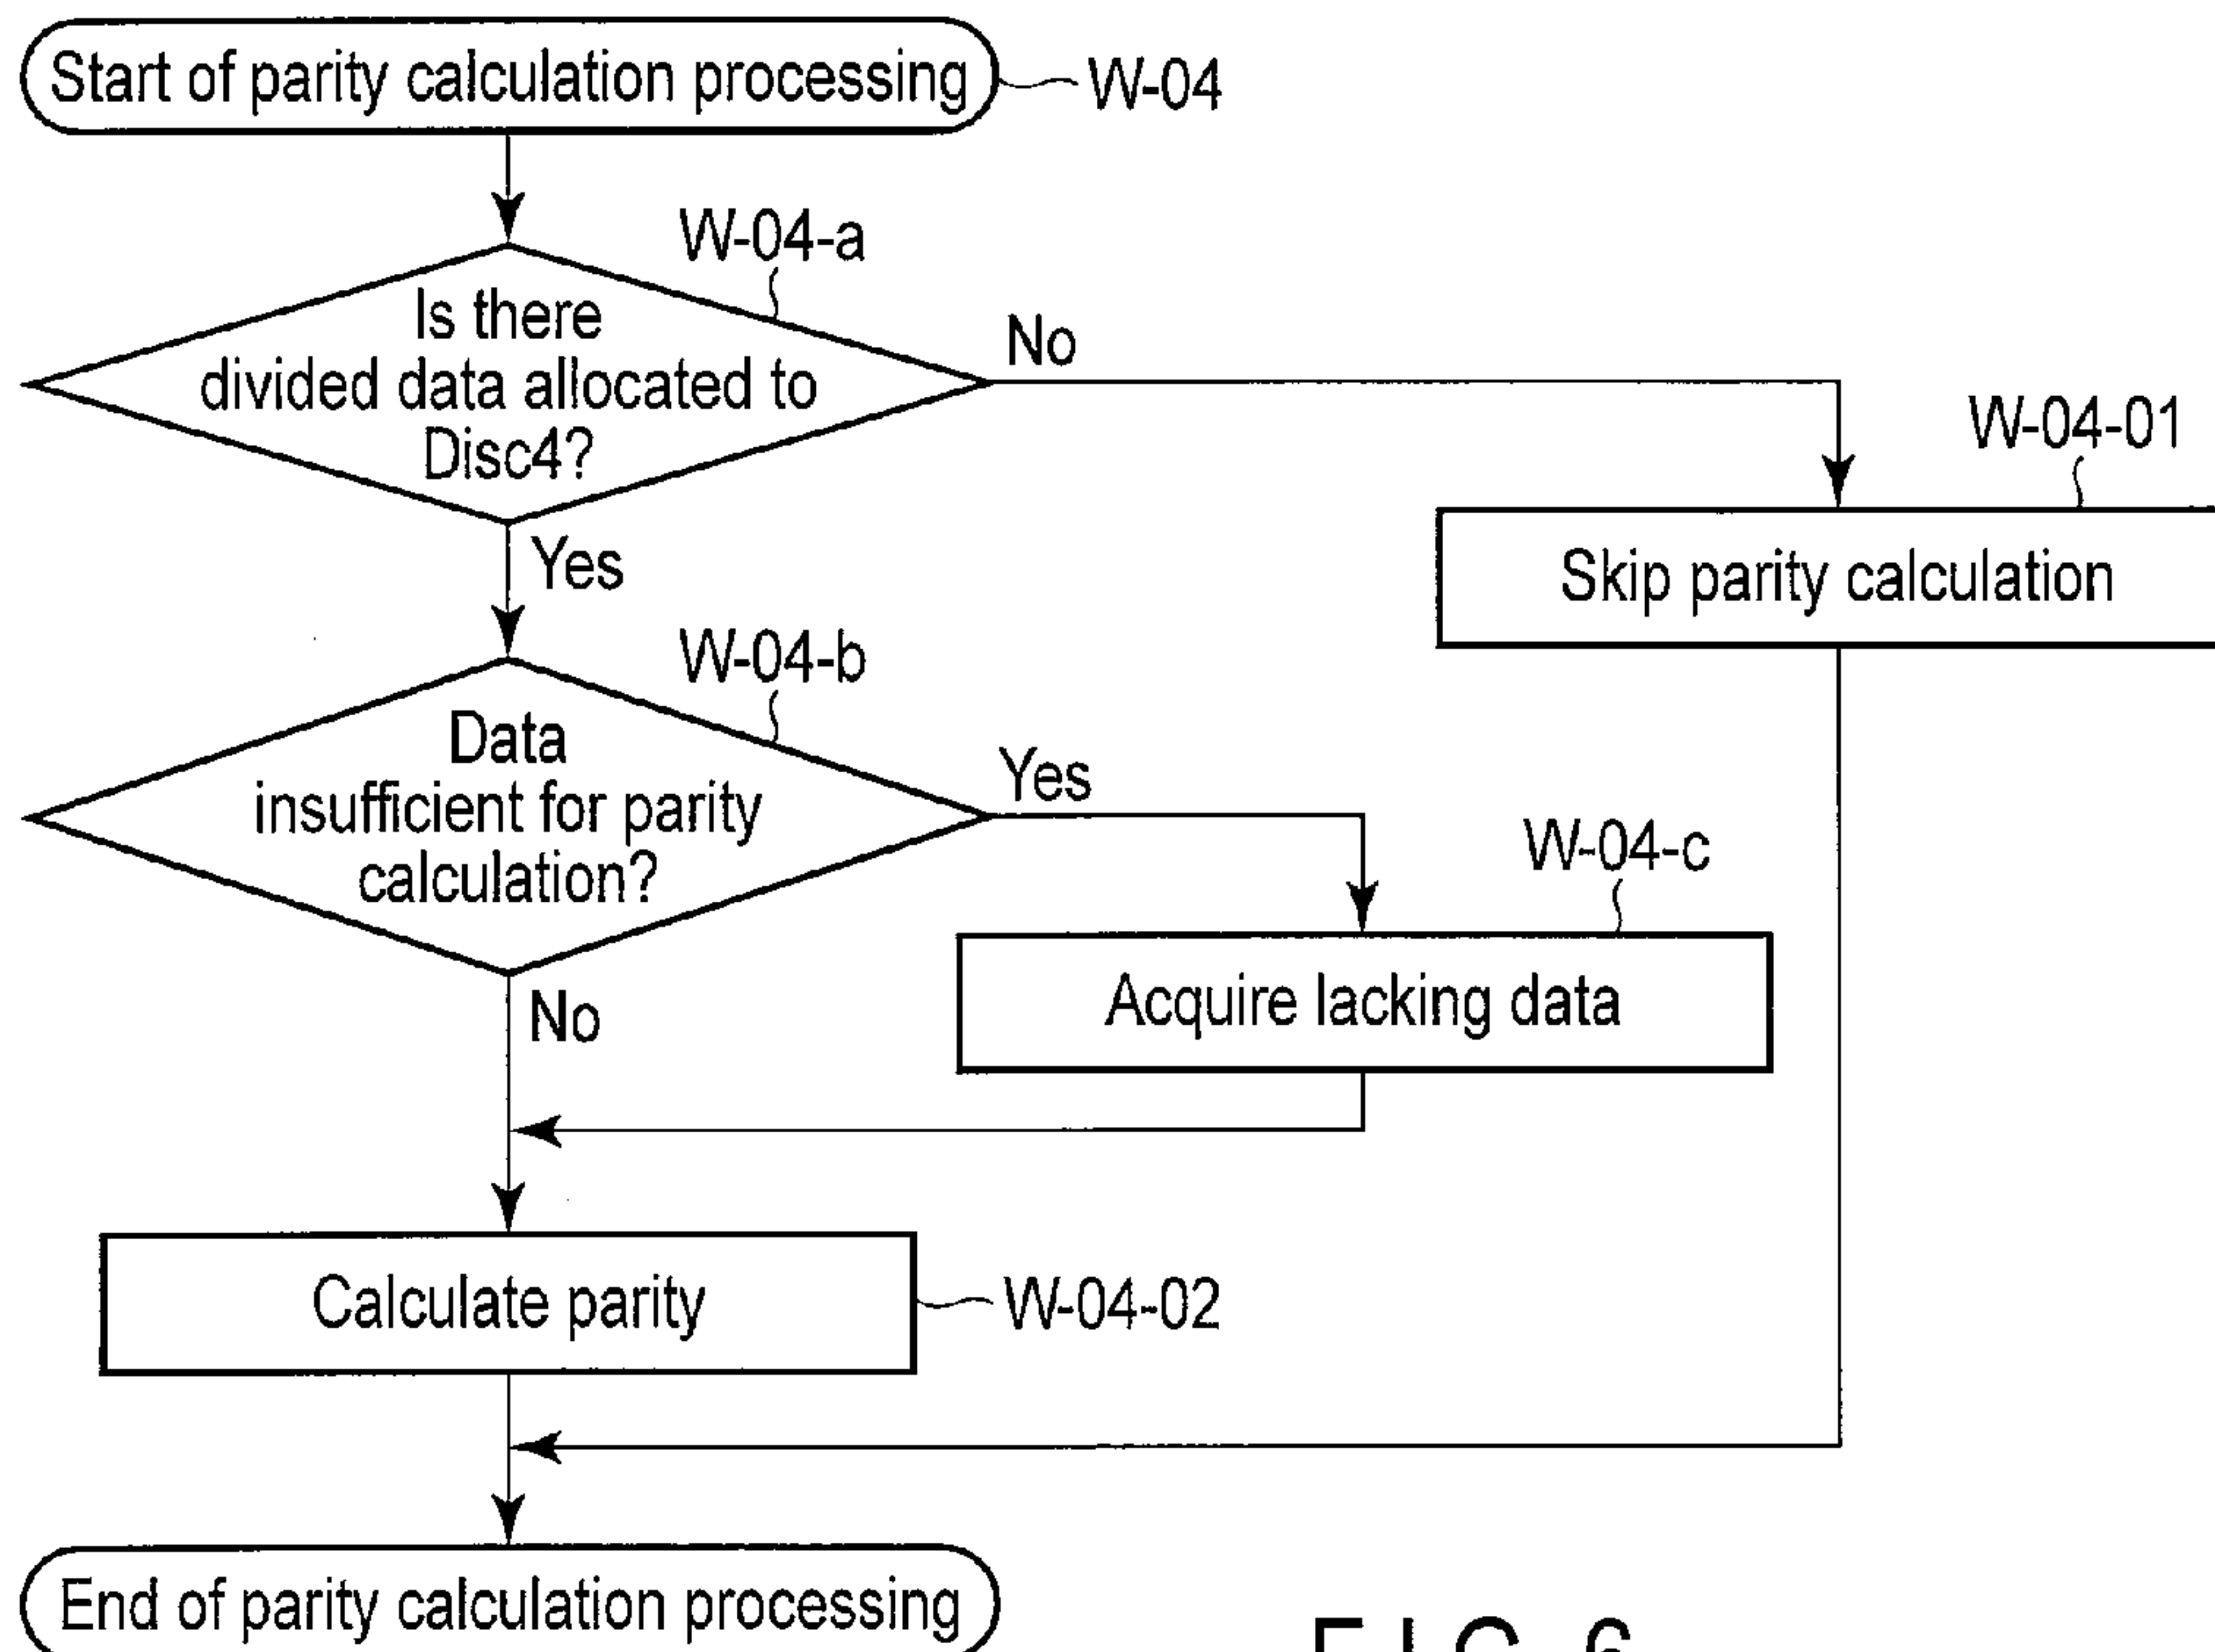 Start of parity calculation processing
W-04
W-04-a
Is there
divided data allocated to
Disc4?
No
Yes
W-04-01
Skip parity calculation
W-04-b
Data
insufficient for parity
calculation?
Yes
No
W-04-c
Acquire lacking data
Calculate parity
W-04-02
End of parity calculation processing
FIG. 6